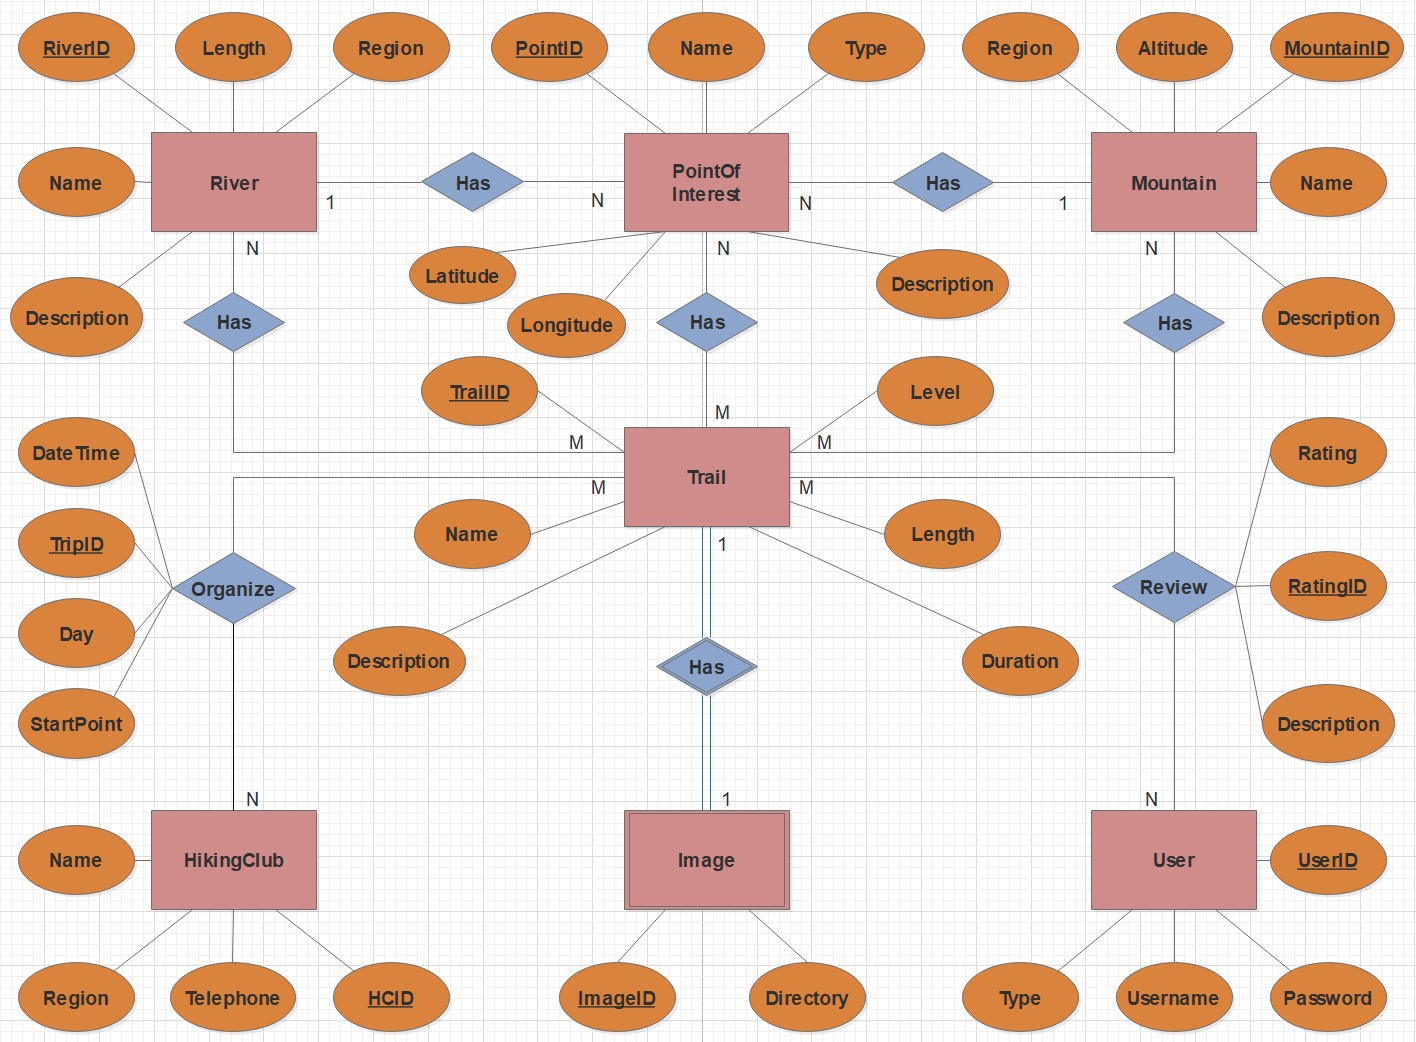 RiverID
Length
Region
PointID
Name
Type
Region
Altitude
MountainID
Name
River
Has
PointOf
Interest
Has
Mountain
Name
1
N
N
1
N
N
N
Description
Has
Latitude
Longitude
Has
Description
Has
Description
TrailID
Level
M
M
M
DateTime
Rating
Trail
M
M
Name
Length
1
TripID
Organize
Review
RatingID
Day
Description
Has
Duration
StartPoint
Description
N
1
N
Name
HikingClub
Image
User
UserID
Region
Telephone
HCID
ImageID
Directory
Type
Username
Password